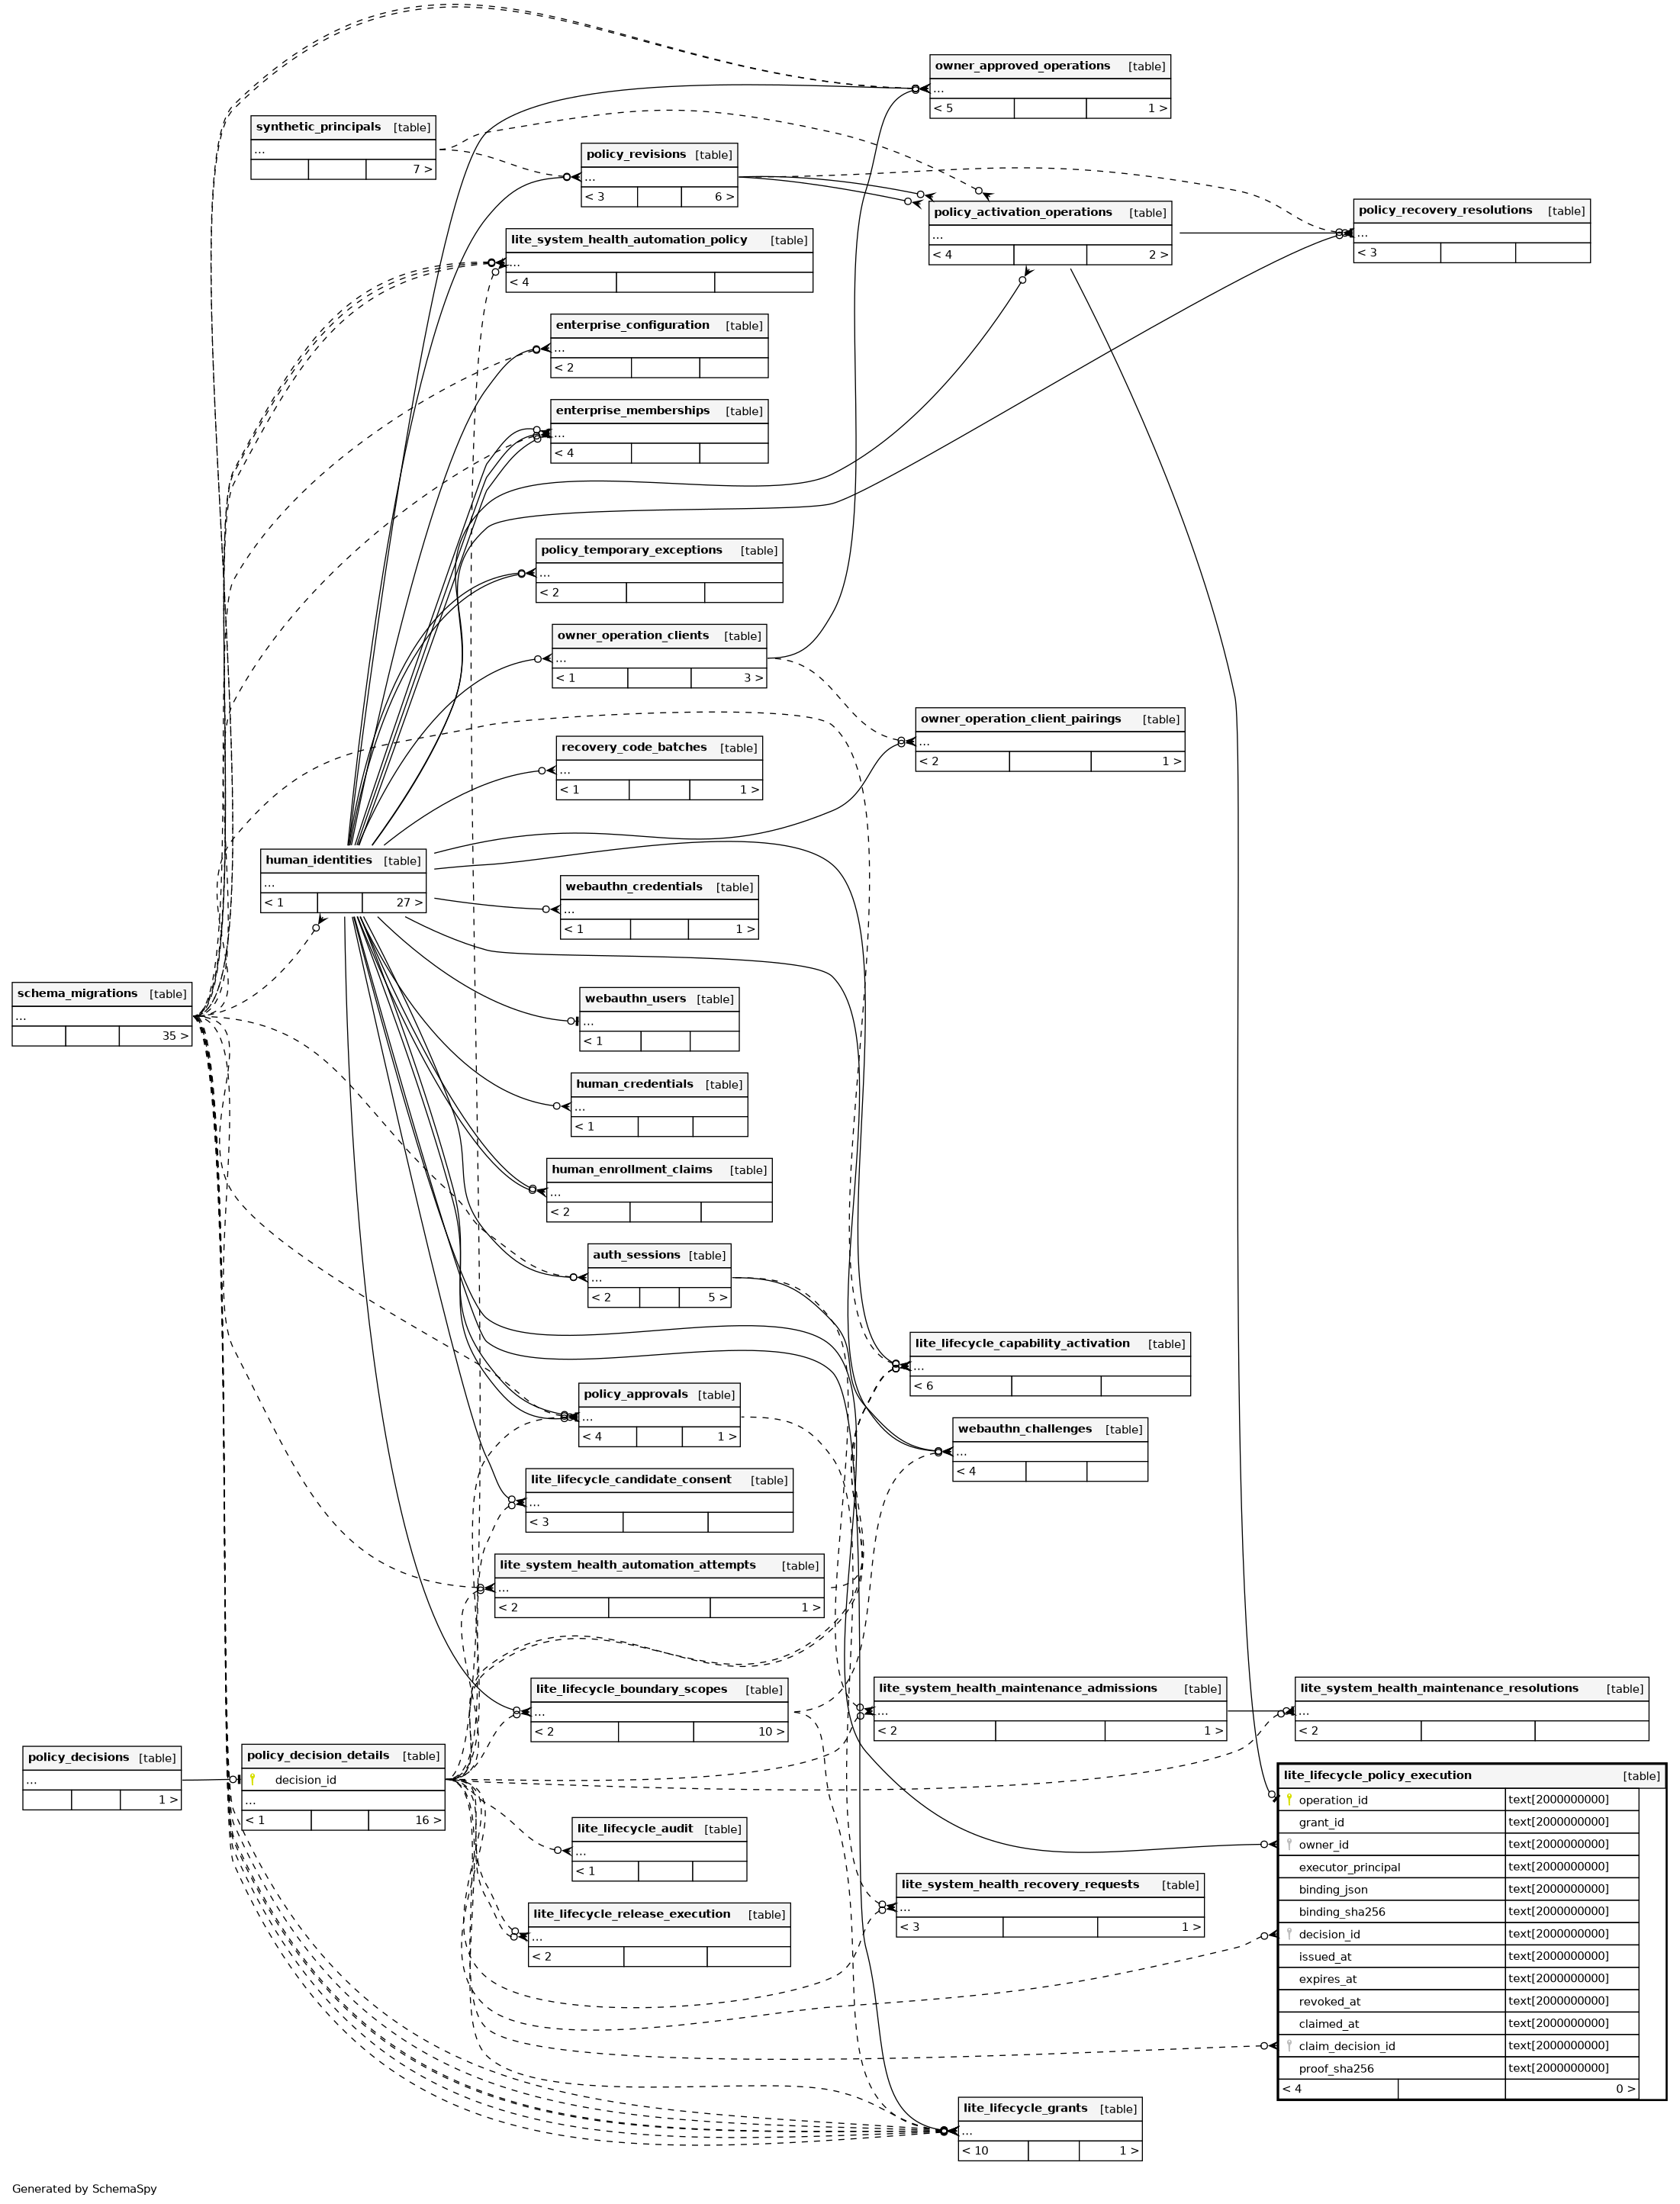 owner_approved_operations [table]
...
< 5 1 >
synthetic_principals [table]
...
7 >
policy_revisions [table]
...
< 3 6 >
policy_activation_operations [table]
...
< 4 2 >
policy_recovery_resolutions [table]
...
< 3
lite_system_health_automation_policy [table]
...
< 4
enterprise_configuration [table]
...
< 2
enterprise_memberships [table]
...
< 4
policy_temporary_exceptions [table]
...
< 2
owner_operation_clients [table]
...
< 1 3 >
owner_operation_client_pairings [table]
...
< 2 1 >
recovery_code_batches [table]
...
< 1 1 >
human_identities [table]
...
< 1 27 >
webauthn_credentials [table]
...
< 1 1 >
schema_migrations [table]
...
35 >
webauthn_users [table]
...
< 1
human_credentials [table]
...
< 1
human_enrollment_claims [table]
...
< 2
auth_sessions [table]
...
< 2 5 >
lite_lifecycle_capability_activation [table]
...
< 6
policy_approvals [table]
...
< 4 1 >
webauthn_challenges [table]
...
< 4
lite_lifecycle_candidate_consent [table]
...
< 3
lite_system_health_automation_attempts [table]
...
< 2 1 >
lite_lifecycle_boundary_scopes [table]
...
< 2 10 >
lite_system_health_maintenance_admissions [table]
...
< 2 1 >
lite_system_health_maintenance_resolutions [table]
...
< 2
policy_decisions [table]
...
1 >
policy_decision_details [table]
decision_id
...
< 1 16 >
lite_lifecycle_policy_execution [table]
operation_id text[2000000000]
grant_id text[2000000000]
owner_id text[2000000000]
executor_principal text[2000000000]
binding_json text[2000000000]
binding_sha256 text[2000000000]
decision_id text[2000000000]
issued_at text[2000000000]
expires_at text[2000000000]
revoked_at text[2000000000]
claimed_at text[2000000000]
claim_decision_id text[2000000000]
proof_sha256 text[2000000000]
< 4 0 >
lite_lifecycle_audit [table]
...
< 1
lite_system_health_recovery_requests [table]
...
< 3 1 >
lite_lifecycle_release_execution [table]
...
< 2
lite_lifecycle_grants [table]
...
< 10 1 >
Generated by SchemaSpy